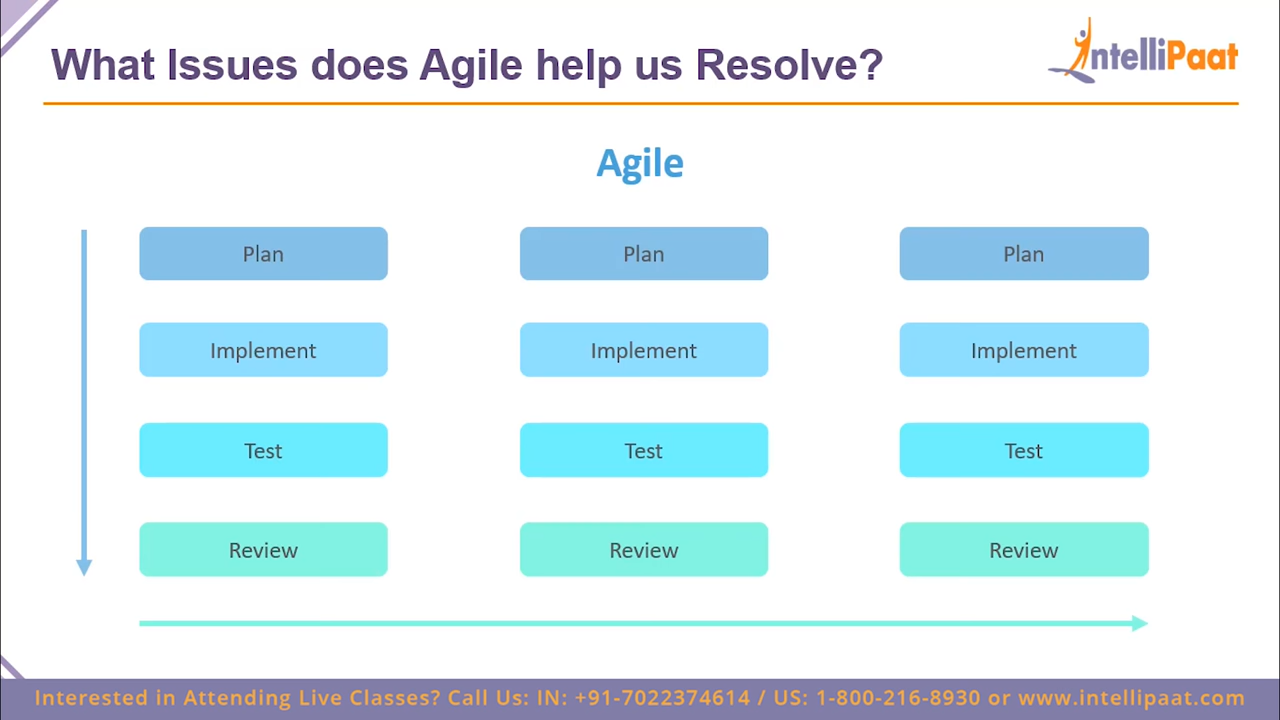 What Issues does Agile help us Resolve?
IntelliPaat
Agile
Plan Plan Plan
Implement Implement Implement
Test Test Test
Review Review Review
Interested in Attending Live Classes? Call Us: IN: +91-7022374614 / US: 1-800-216-8930 or www.intellipaat.com